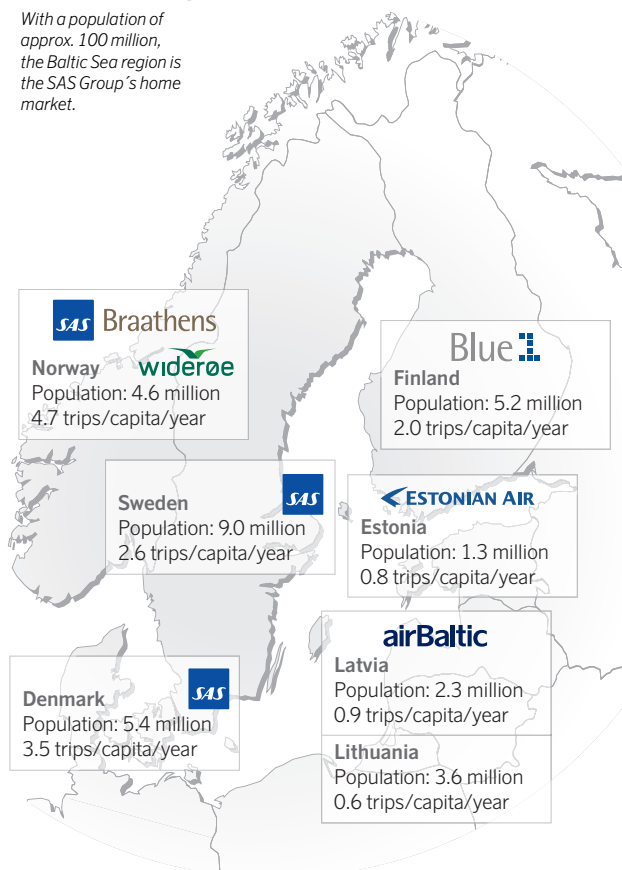 With a population of
approx. 100 million,
the Baltic Sea region is
the SAS Group´s home
market.
SAS Braathens
Norway widerøe
Population: 4.6 million
4.7 trips/capita/year
Blue1
Finland
Population: 5.2 million
2.0 trips/capita/year
SAS
Sweden
Population: 9.0 million
2.6 trips/capita/year
ESTONIAN AIR
Estonia
Population: 1.3 million
0.8 trips/capita/year
airBaltic
Latvia
Population: 2.3 million
0.9 trips/capita/year
Lithuania
Population: 3.6 million
0.6 trips/capita/year
SAS
Denmark
Population: 5.4 million
3.5 trips/capita/year